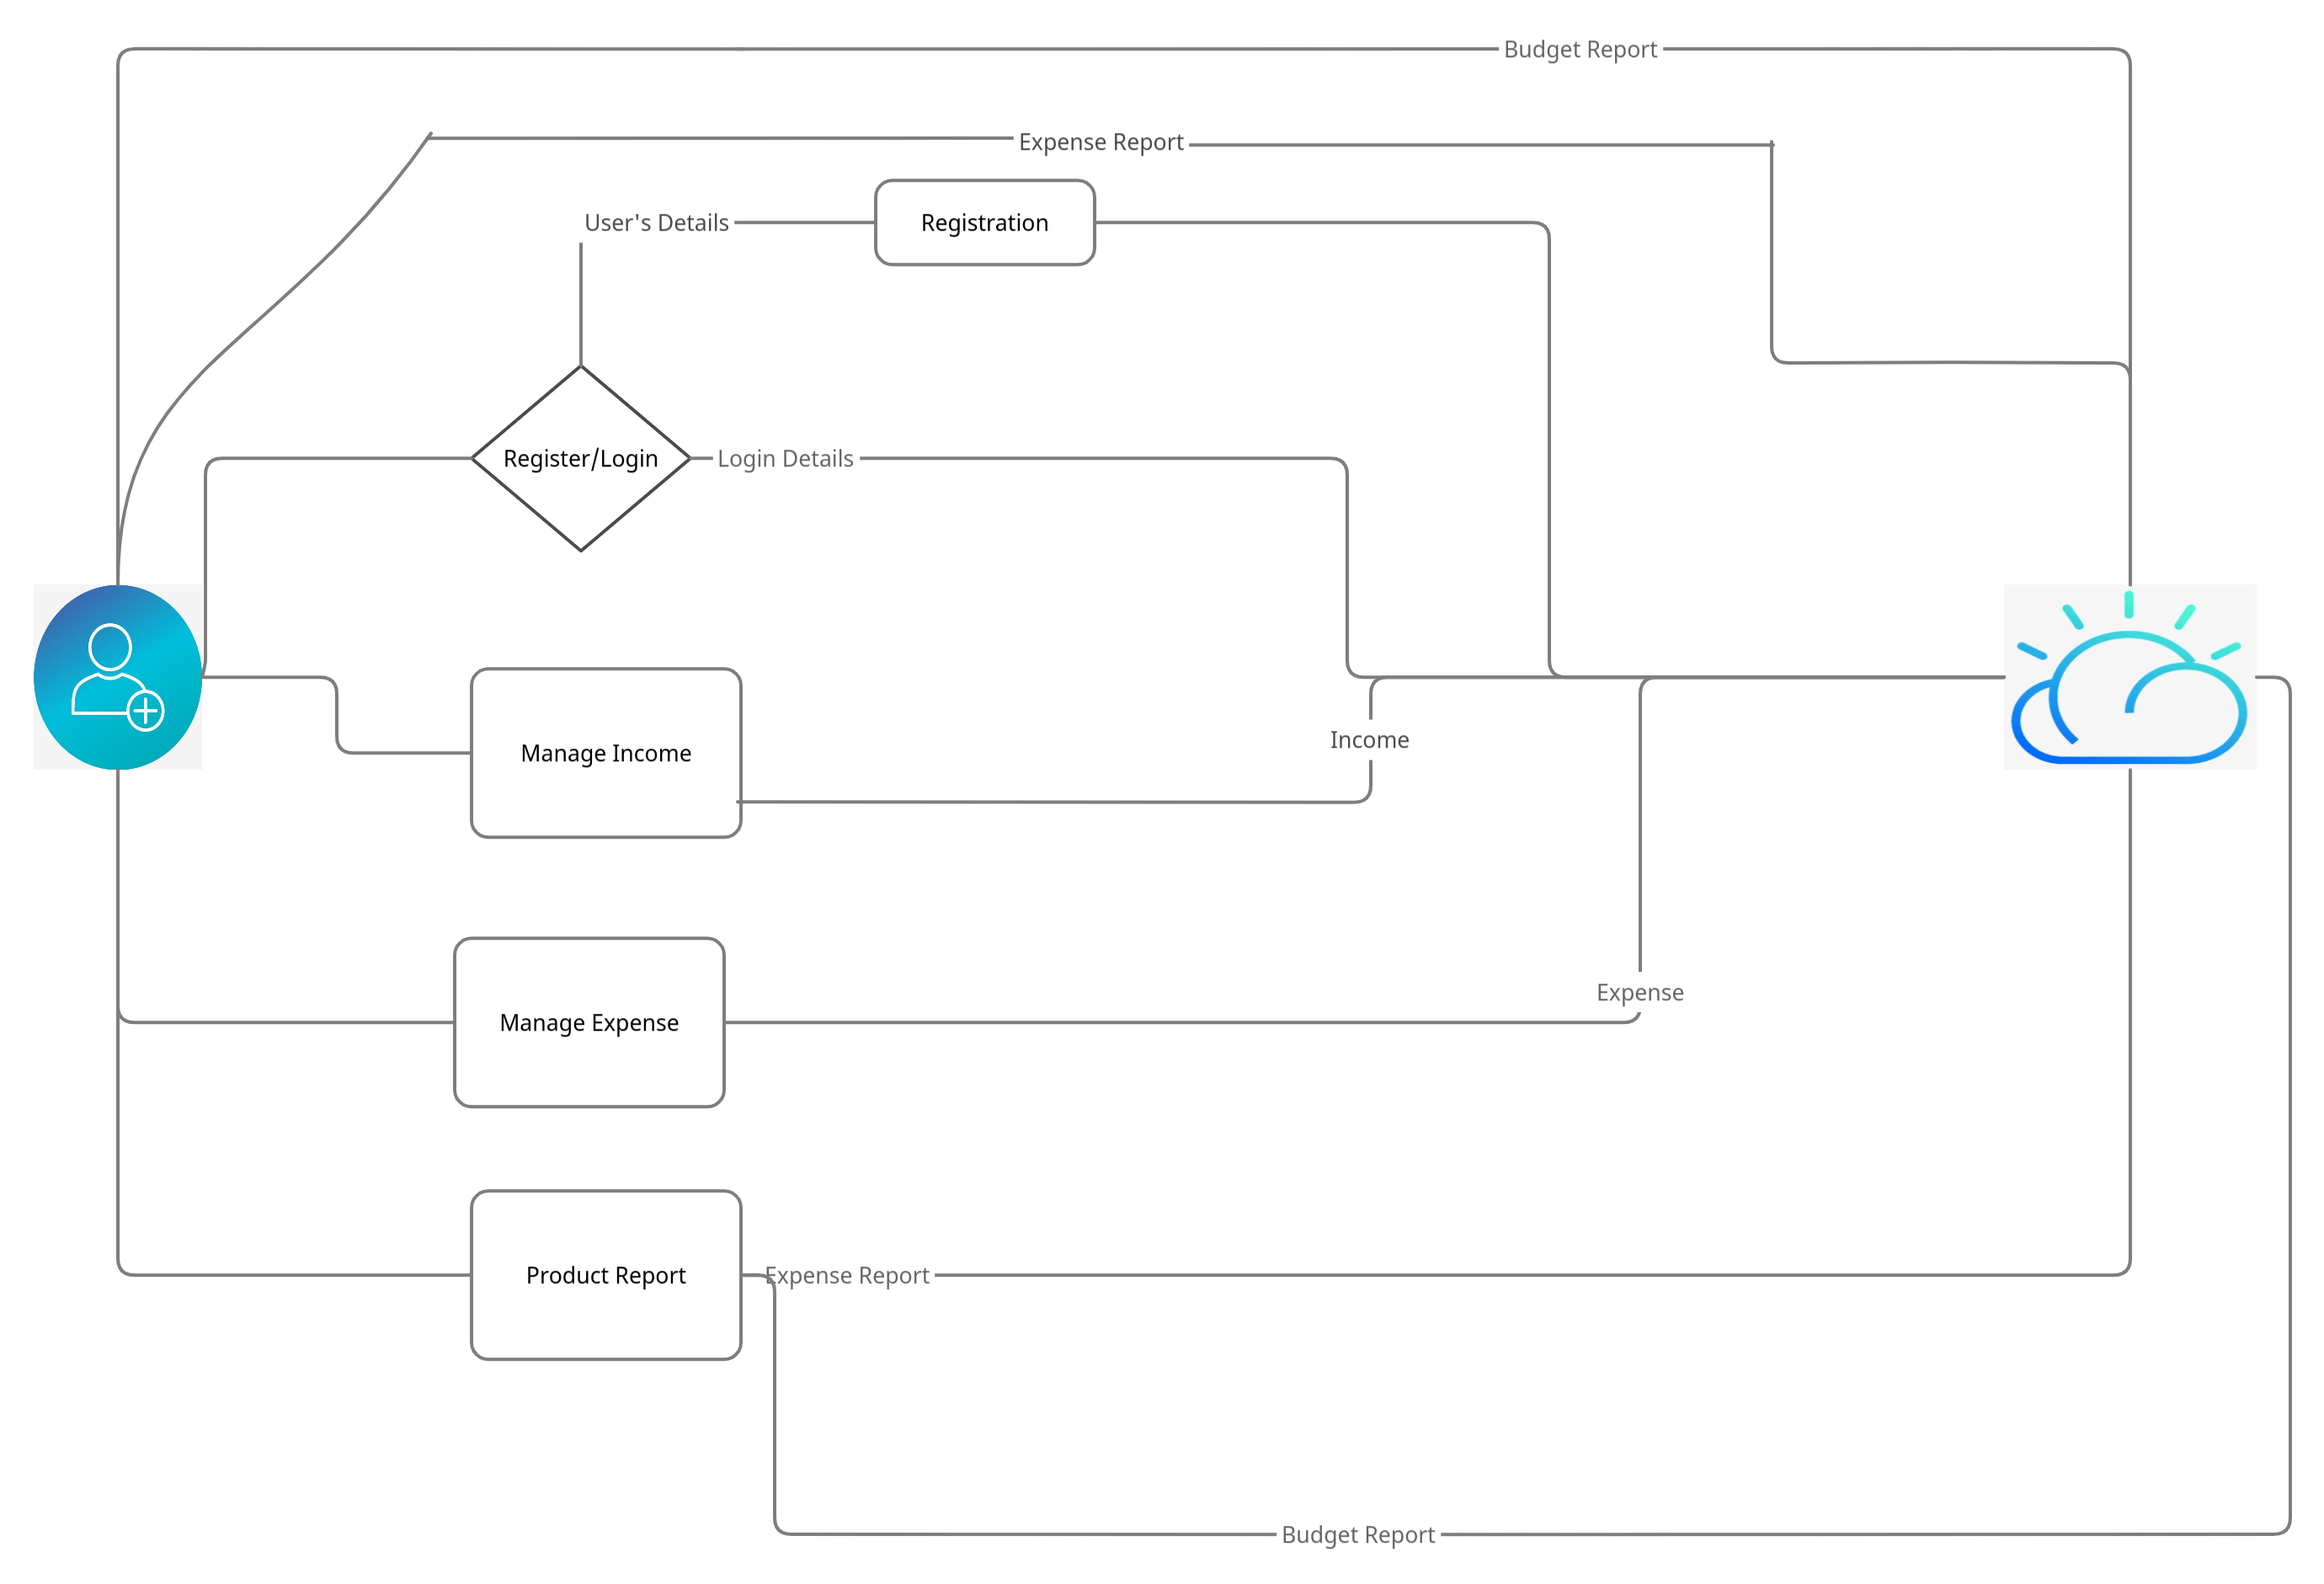 Budget Report
Expense Report
User's Details
Registration
Register/Login
Login Details
Manage Income
Income
Expense
Manage Expense
Product Report
Expense Report
Budget Report